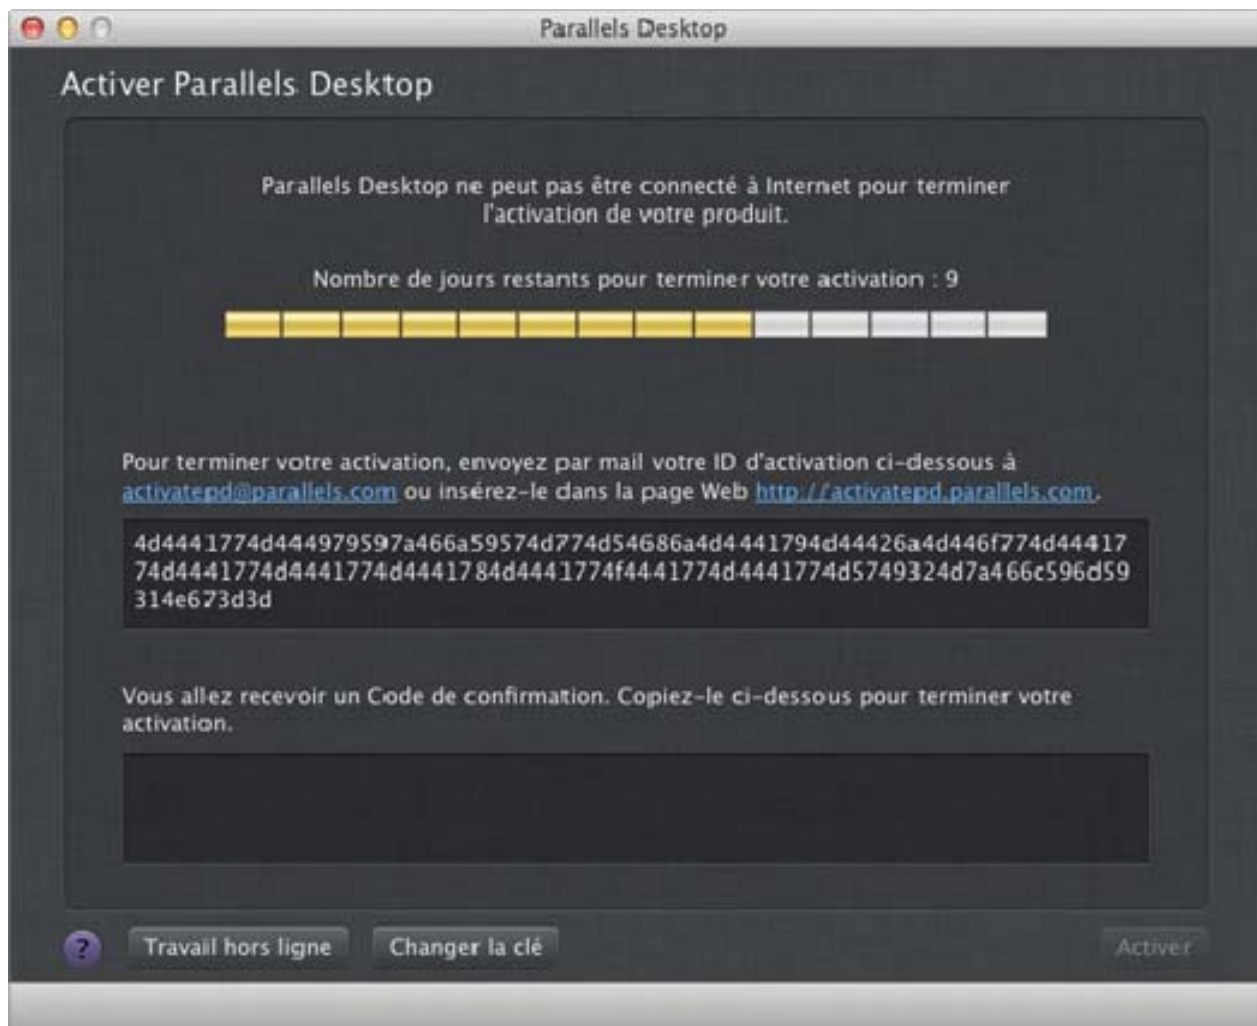 Parallels Desktop
Activer Parallels Desktop
Parallels Desktop ne peut pas être connecté à Internet pour terminer
l'activation de votre produit.
Nombre de jours restants pour terminer votre activation : 9
Pour terminer votre activation, envoyez par mail votre ID d'activation ci-dessous à
activatepd@parallels.com ou insérez-le dans la page Web http://activatepd.parallels.com.
4d4441774d44497959597a466a59574d774d54686a4d4441794d44426a4d446f774d44417
74d4441774d4441774d4441784d4441774f4441774d4441774d5749324d7a466c596d59
314e673d3d
Vous allez recevoir un Code de confirmation. Copiez-le ci-dessous pour terminer votre
activation.
?
Travail hors ligne
Changer la clé
Activer